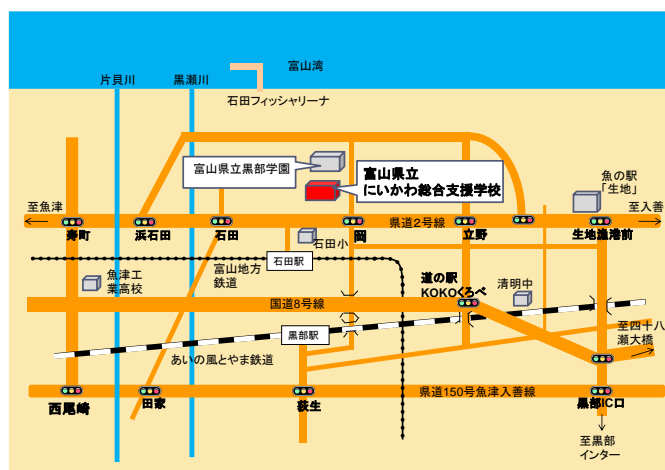 富山湾
片貝川
黒瀬川
石田フィッシャリーナ
富山県立黒部学園
富山県立
にいかわ総合支援学校
魚の駅
「生地」
至魚津
至入善
県道2号線
寿町
浜石田
石田
岡
立野
生地漁港前
石田小
石田駅
富山地方
鉄道
魚津工
業高校
道の駅
KOKOくろべ
清明中
国道8号線
黒部駅
至四十八
瀬大橋
あいの風とやま鉄道
県道150号魚津入善線
西尾崎
田家
荻生
黒部IC口
至黒部
インター